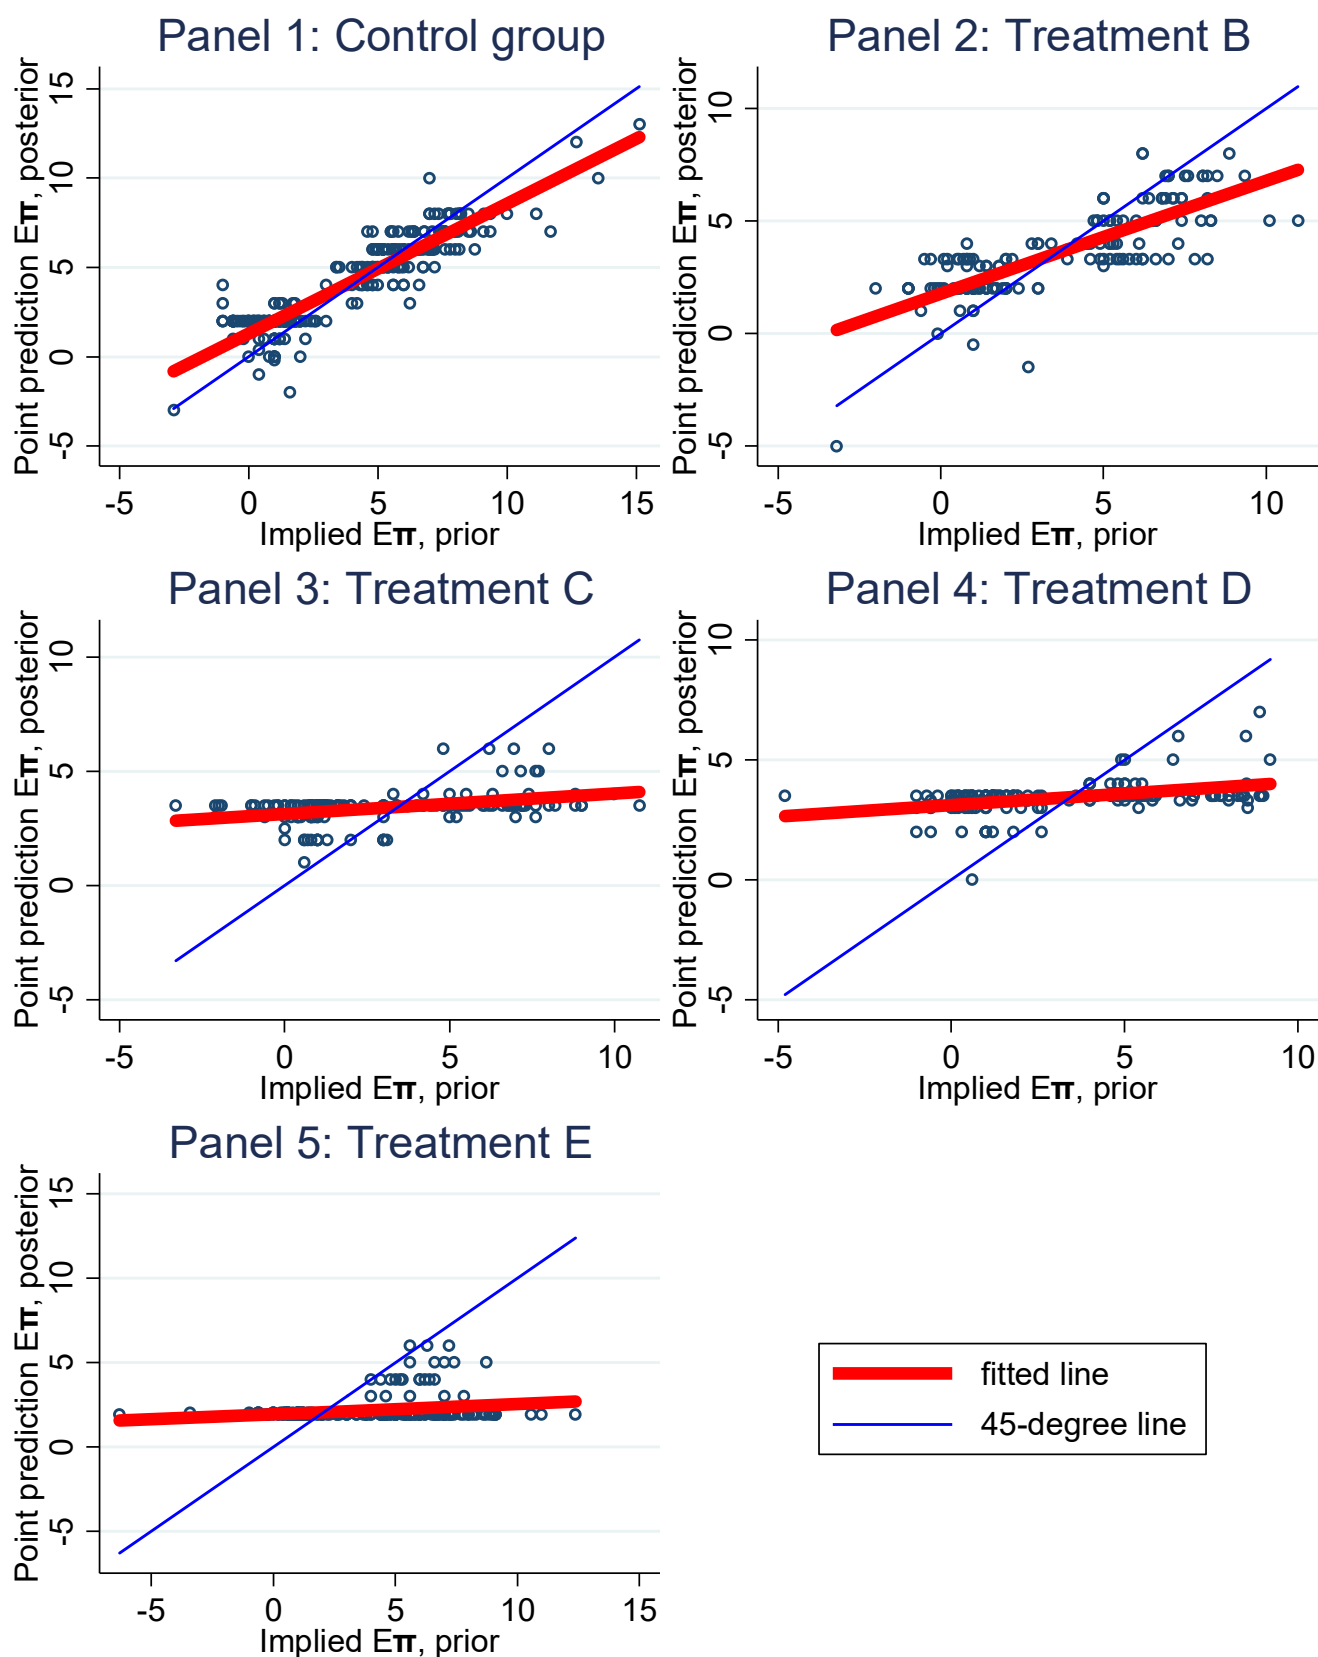 Panel 1: Control group
Point prediction Eπ, posterior
15
10
5
0
-5
-5 0 5 10 15
Implied Eπ, prior
Panel 2: Treatment B
Point prediction Eπ, posterior
10
5
0
-5
-5 0 5 10
Implied Eπ, prior
Panel 3: Treatment C
Point prediction Eπ, posterior
10
5
0
-5
-5 0 5 10
Implied Eπ, prior
Panel 4: Treatment D
Point prediction Eπ, posterior
10
5
0
-5
-5 0 5 10
Implied Eπ, prior
Panel 5: Treatment E
Point prediction Eπ, posterior
15
10
5
0
-5
-5 0 5 10 15
Implied Eπ, prior
fitted line
45-degree line